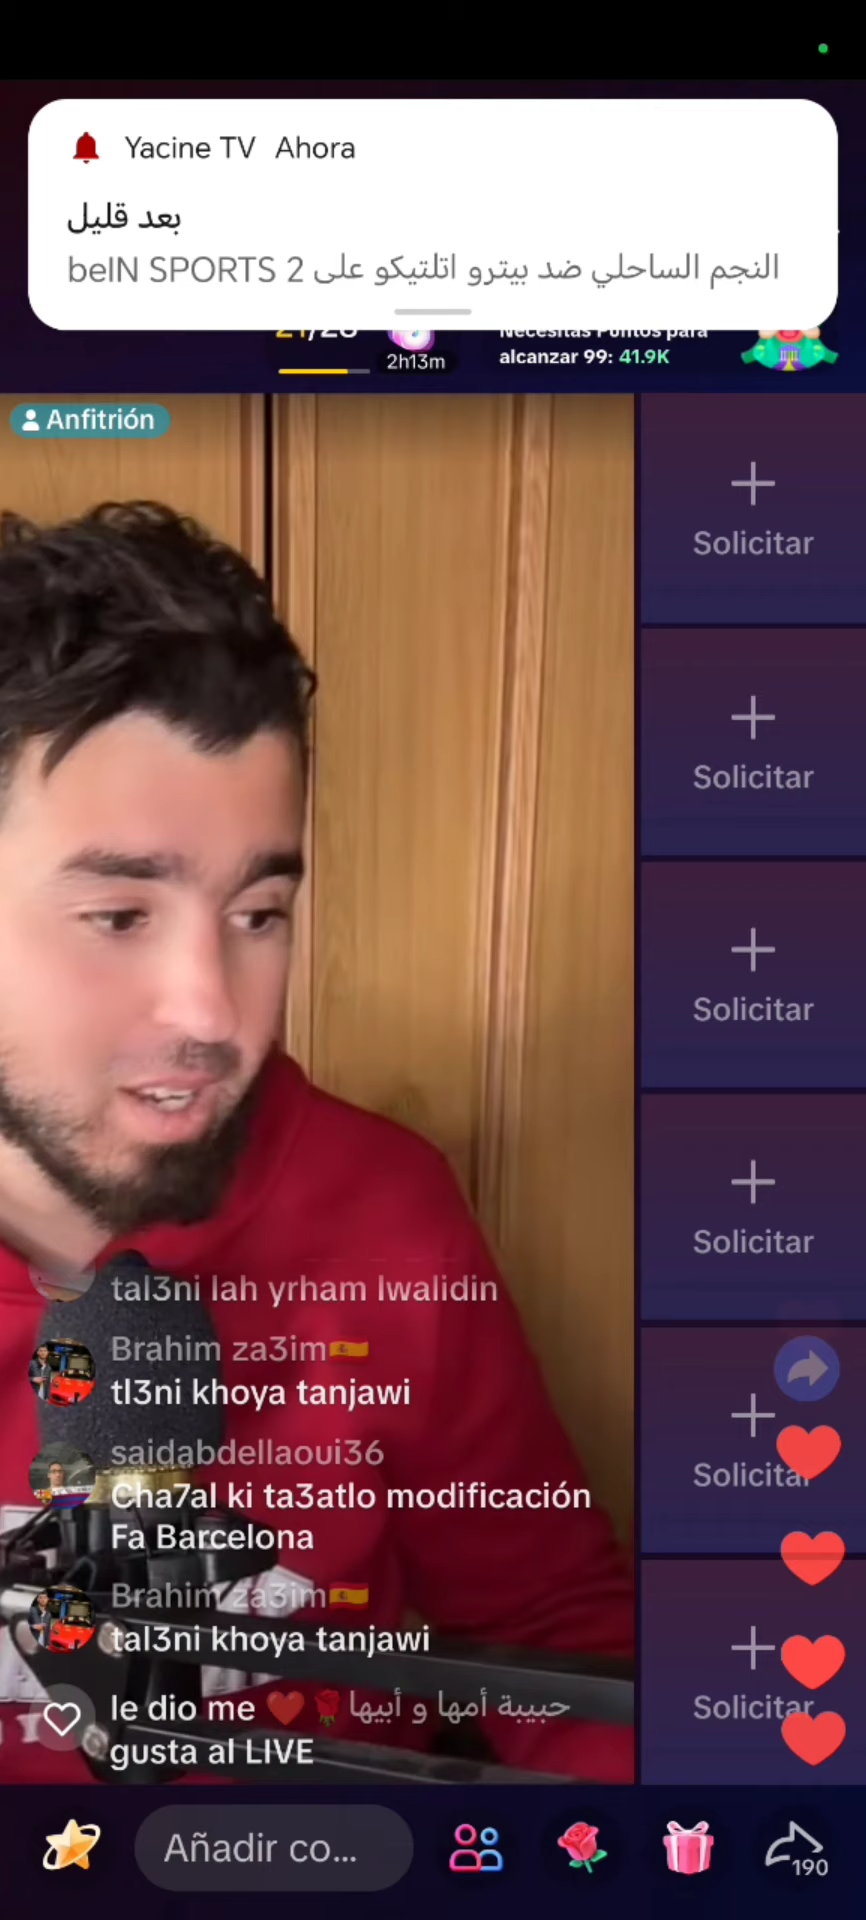 Yacine TV Ahora
بعد قليل
النجم الساحلي ضد بيترو اتلتيكو على beIN SPORTS 2
2h13m
Necesitas Puntos para
alcanzar 99: 41.9K
Anfitrión
Solicitar
Solicitar
Solicitar
Solicitar
Solicitar
Solicitar
tal3ni lah yrham lwalidin
Brahim za3im🇪🇸
tl3ni khoya tanjawi
saidabdellaoui36
Cha7al ki ta3atlo modificación
Fa Barcelona
Brahim za3im🇪🇸
tal3ni khoya tanjawi
حبيبة أمها و أبيها🌹❤️ le dio me
gusta al LIVE
Añadir co...
190